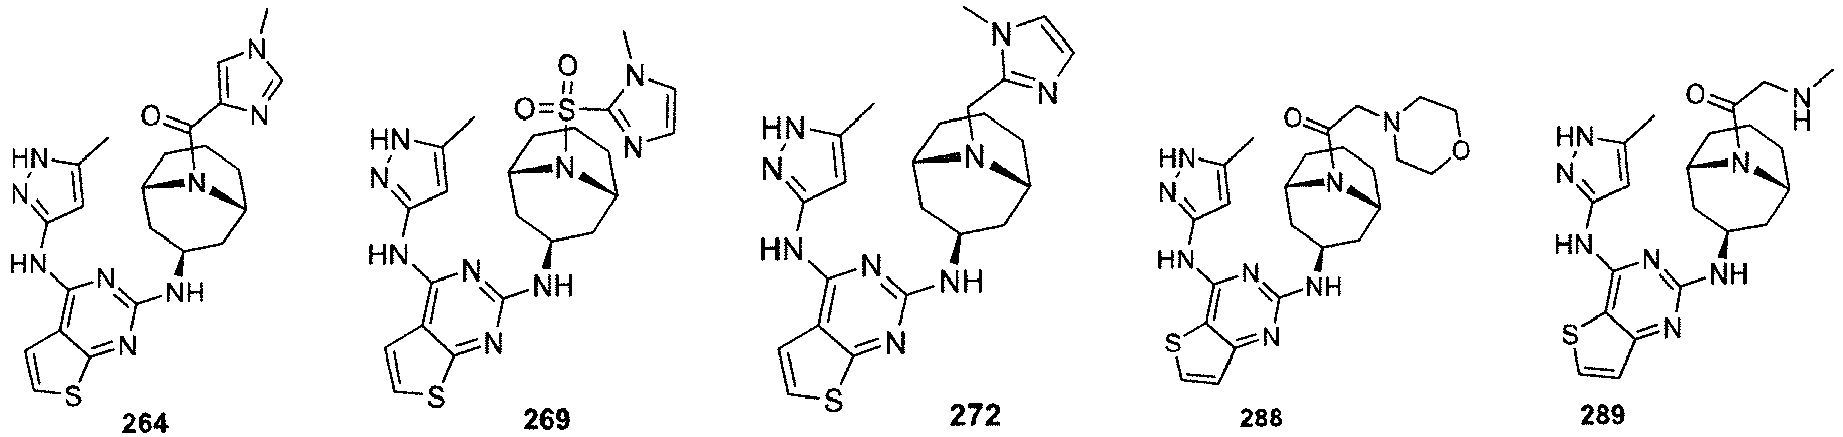 N O N N HN N HN N N NH N S 264
O O S N N HN N N HN N N NH N S 269
N N HN N N HN N N NH N S 272
O N O HN N N HN N N NH N S 288
O N H HN N N HN N N NH N S 289